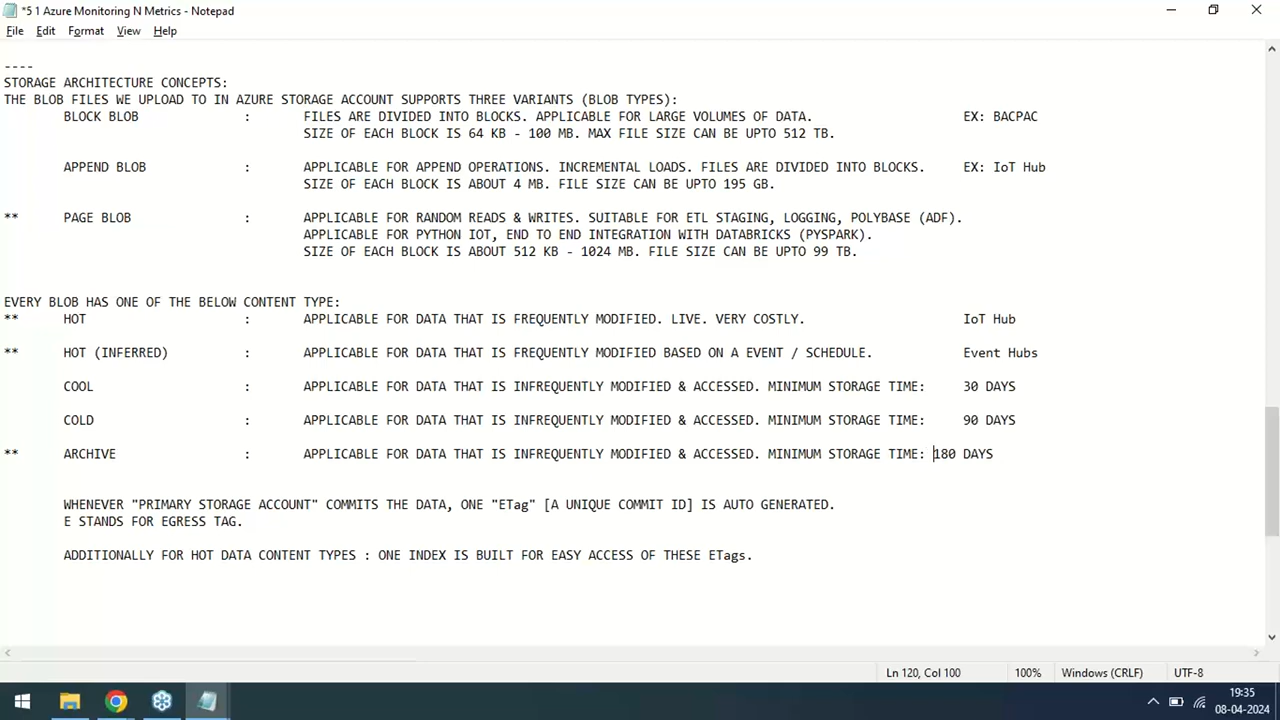 *5 1 Azure Monitoring N Metrics - Notepad
File Edit Format View Help
----
STORAGE ARCHITECTURE CONCEPTS:
THE BLOB FILES WE UPLOAD TO IN AZURE STORAGE ACCOUNT SUPPORTS THREE VARIANTS (BLOB TYPES):
BLOCK BLOB : FILES ARE DIVIDED INTO BLOCKS. APPLICABLE FOR LARGE VOLUMES OF DATA. EX: BACPAC
SIZE OF EACH BLOCK IS 64 KB - 100 MB. MAX FILE SIZE CAN BE UPTO 512 TB.
APPEND BLOB : APPLICABLE FOR APPEND OPERATIONS. INCREMENTAL LOADS. FILES ARE DIVIDED INTO BLOCKS. EX: IoT Hub
SIZE OF EACH BLOCK IS ABOUT 4 MB. FILE SIZE CAN BE UPTO 195 GB.
** PAGE BLOB : APPLICABLE FOR RANDOM READS & WRITES. SUITABLE FOR ETL STAGING, LOGGING, POLYBASE (ADF).
APPLICABLE FOR PYTHON IOT, END TO END INTEGRATION WITH DATABRICKS (PYSPARK).
SIZE OF EACH BLOCK IS ABOUT 512 KB - 1024 MB. FILE SIZE CAN BE UPTO 99 TB.
EVERY BLOB HAS ONE OF THE BELOW CONTENT TYPE:
** HOT : APPLICABLE FOR DATA THAT IS FREQUENTLY MODIFIED. LIVE. VERY COSTLY. IoT Hub
** HOT (INFERRED) : APPLICABLE FOR DATA THAT IS FREQUENTLY MODIFIED BASED ON A EVENT / SCHEDULE. Event Hubs
COOL : APPLICABLE FOR DATA THAT IS INFREQUENTLY MODIFIED & ACCESSED. MINIMUM STORAGE TIME: 30 DAYS
COLD : APPLICABLE FOR DATA THAT IS INFREQUENTLY MODIFIED & ACCESSED. MINIMUM STORAGE TIME: 90 DAYS
** ARCHIVE : APPLICABLE FOR DATA THAT IS INFREQUENTLY MODIFIED & ACCESSED. MINIMUM STORAGE TIME: 180 DAYS
WHENEVER "PRIMARY STORAGE ACCOUNT" COMMITS THE DATA, ONE "ETag" [A UNIQUE COMMIT ID] IS AUTO GENERATED.
E STANDS FOR EGRESS TAG.
ADDITIONALLY FOR HOT DATA CONTENT TYPES : ONE INDEX IS BUILT FOR EASY ACCESS OF THESE ETags.
Ln 120, Col 100 100% Windows (CRLF) UTF-8
19:35
08-04-2024